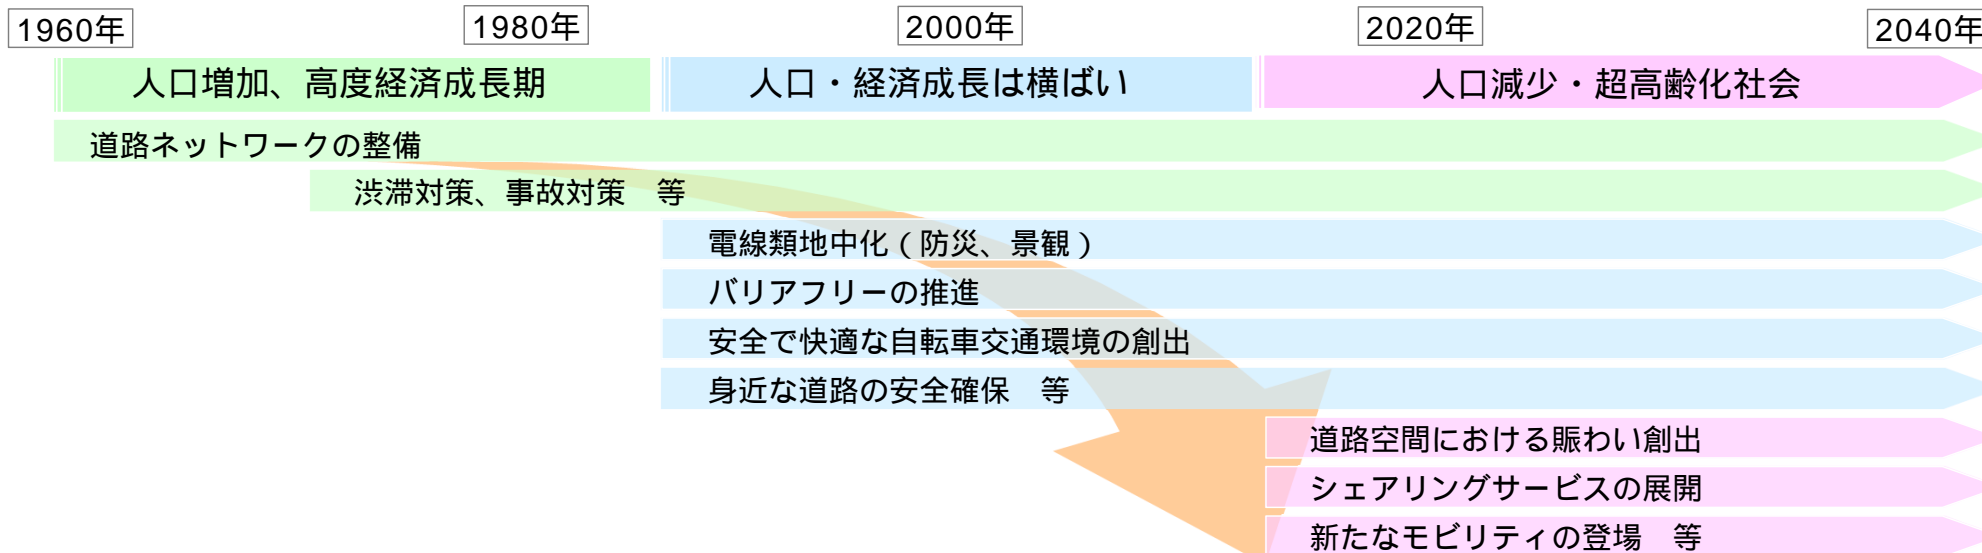 1960年 1980年 2000年 2020年 2040年
人口増加、高度経済成長期 人口・経済成長は横ばい 人口減少・超高齢化社会
道路ネットワークの整備
渋滞対策、事故対策　等
電線類地中化(防災、景観)
バリアフリーの推進
安全で快適な自転車交通環境の創出
身近な道路の安全確保　等
道路空間における賑わい創出
シェアリングサービスの展開
新たなモビリティの登場　等